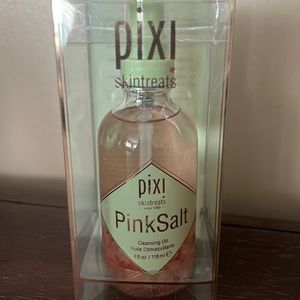 pixi
skintreats
pixi
skintreats
PinkSalt
Cleansing Oil
Huile Démaquillante
4 fl oz / 118 ml ℮